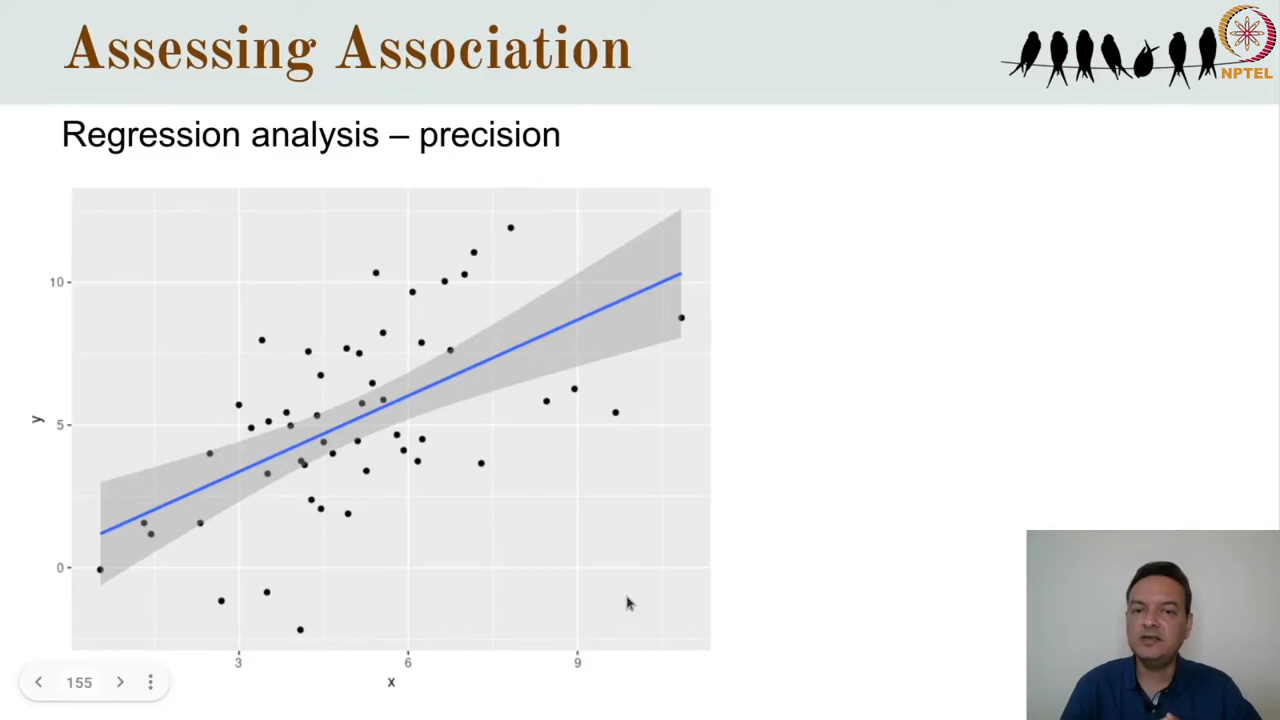 Assessing Association
NPTEL
Regression analysis – precision
10
5
0
y
3
6
9
x
155